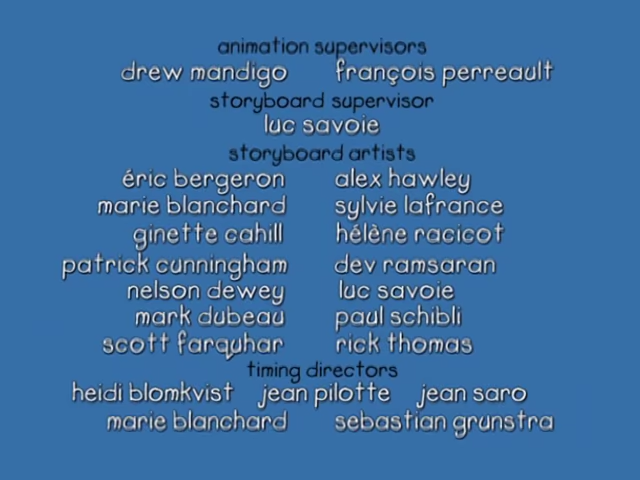 animation supervisors
drew mandigo françois perreault
storyboard supervisor
luc savoie
storyboard artists
éric bergeron alex hawley
marie blanchard sylvie lafrance
ginette cahill hélène racicot
patrick cunningham dev ramsaran
nelson dewey luc savoie
mark dubeau paul schibli
scott farquhar rick thomas
timing directors
heidi blomkvist jean pilotte jean saro
marie blanchard sebastian grunstra